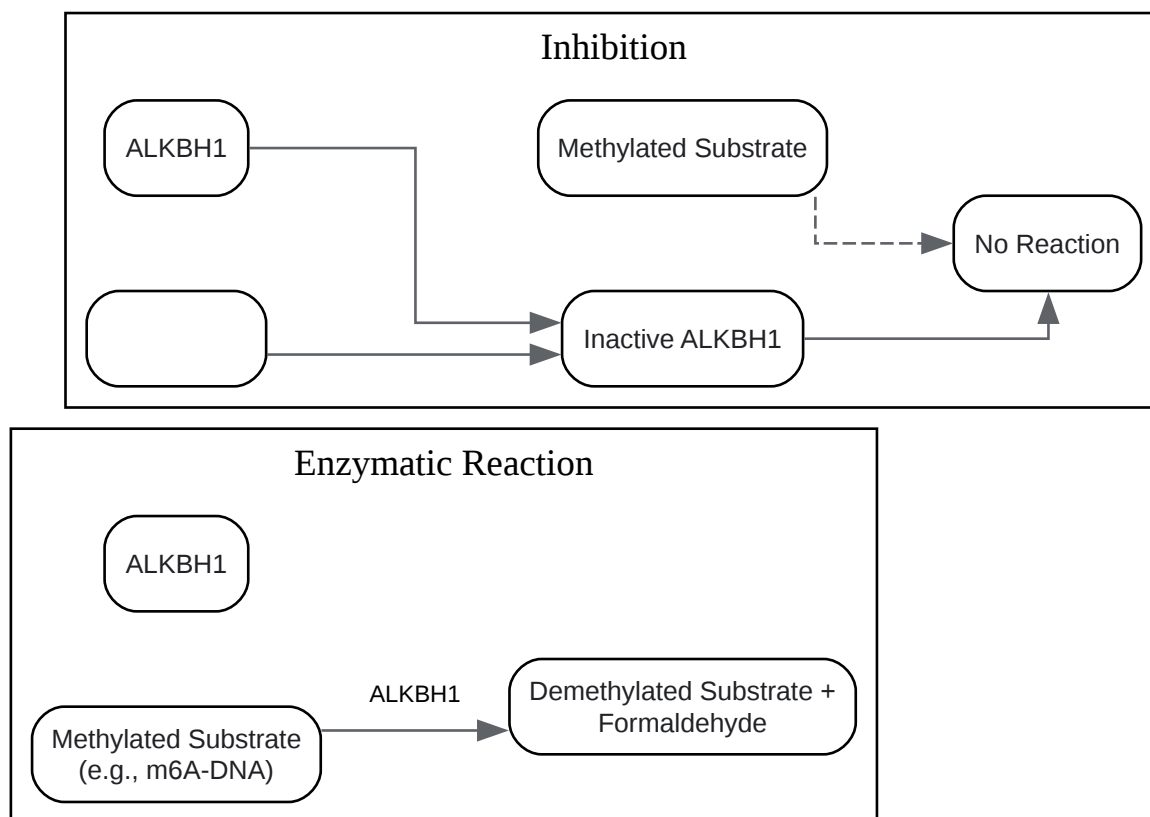 Inhibition
ALKBH1
Methylated Substrate
No Reaction
Inactive ALKBH1
Enzymatic Reaction
ALKBH1
ALKBH1
Demethylated Substrate +
Formaldehyde
Methylated Substrate
(e.g., m6A-DNA)